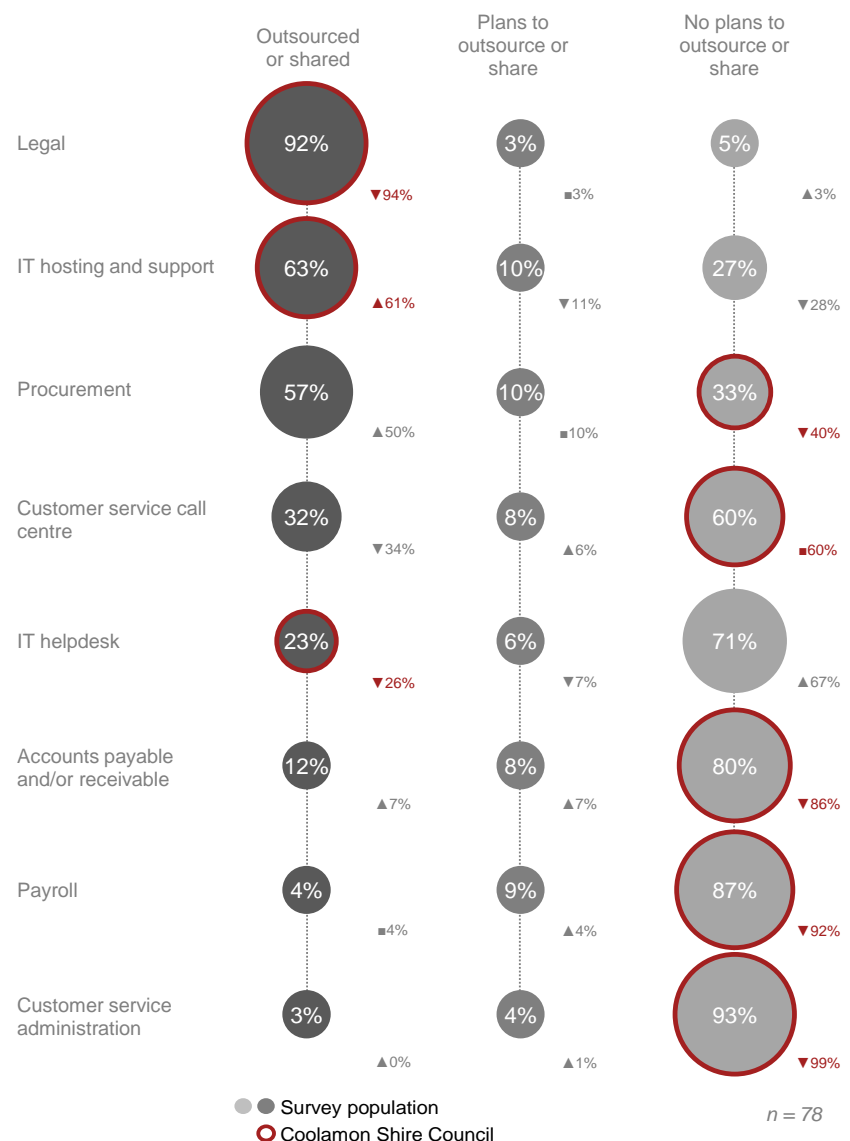 Outsourced
or shared
Plans to
outsource or
share
No plans to
outsource or
share
Legal
92%
3%
5%
▼94%
■3%
▲3%
IT hosting and support
63%
10%
27%
▲61%
▼11%
▼28%
Procurement
57%
10%
33%
▲50%
■10%
▼40%
Customer service call
centre
32%
8%
60%
▼34%
▲6%
■60%
IT helpdesk
23%
6%
71%
▼26%
▼7%
▲67%
Accounts payable
and/or receivable
12%
8%
80%
▲7%
▲7%
▼86%
Payroll
4%
9%
87%
■4%
▲4%
▼92%
Customer service
administration
3%
4%
93%
▲0%
▲1%
▼99%
Survey population
Coolamon Shire Council
n = 78